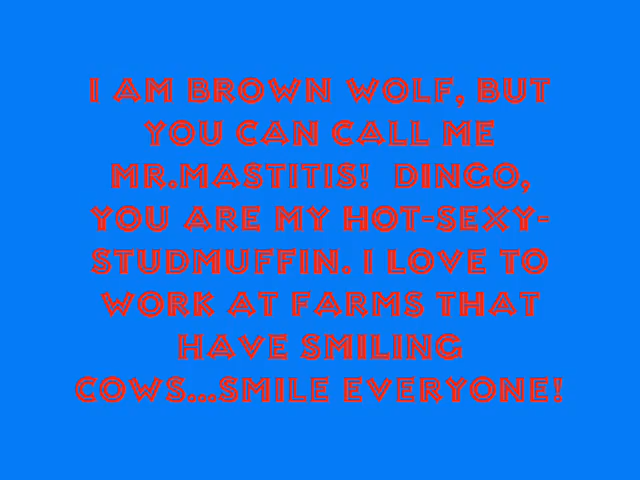 I AM BROWN WOLF, BUT
YOU CAN CALL ME
MR.MASTITIS!  DINGO,
YOU ARE MY HOT-SEXY-
STUDMUFFIN. I LOVE TO
WORK AT FARMS THAT
HAVE SMILING
COWS...SMILE EVERYONE!